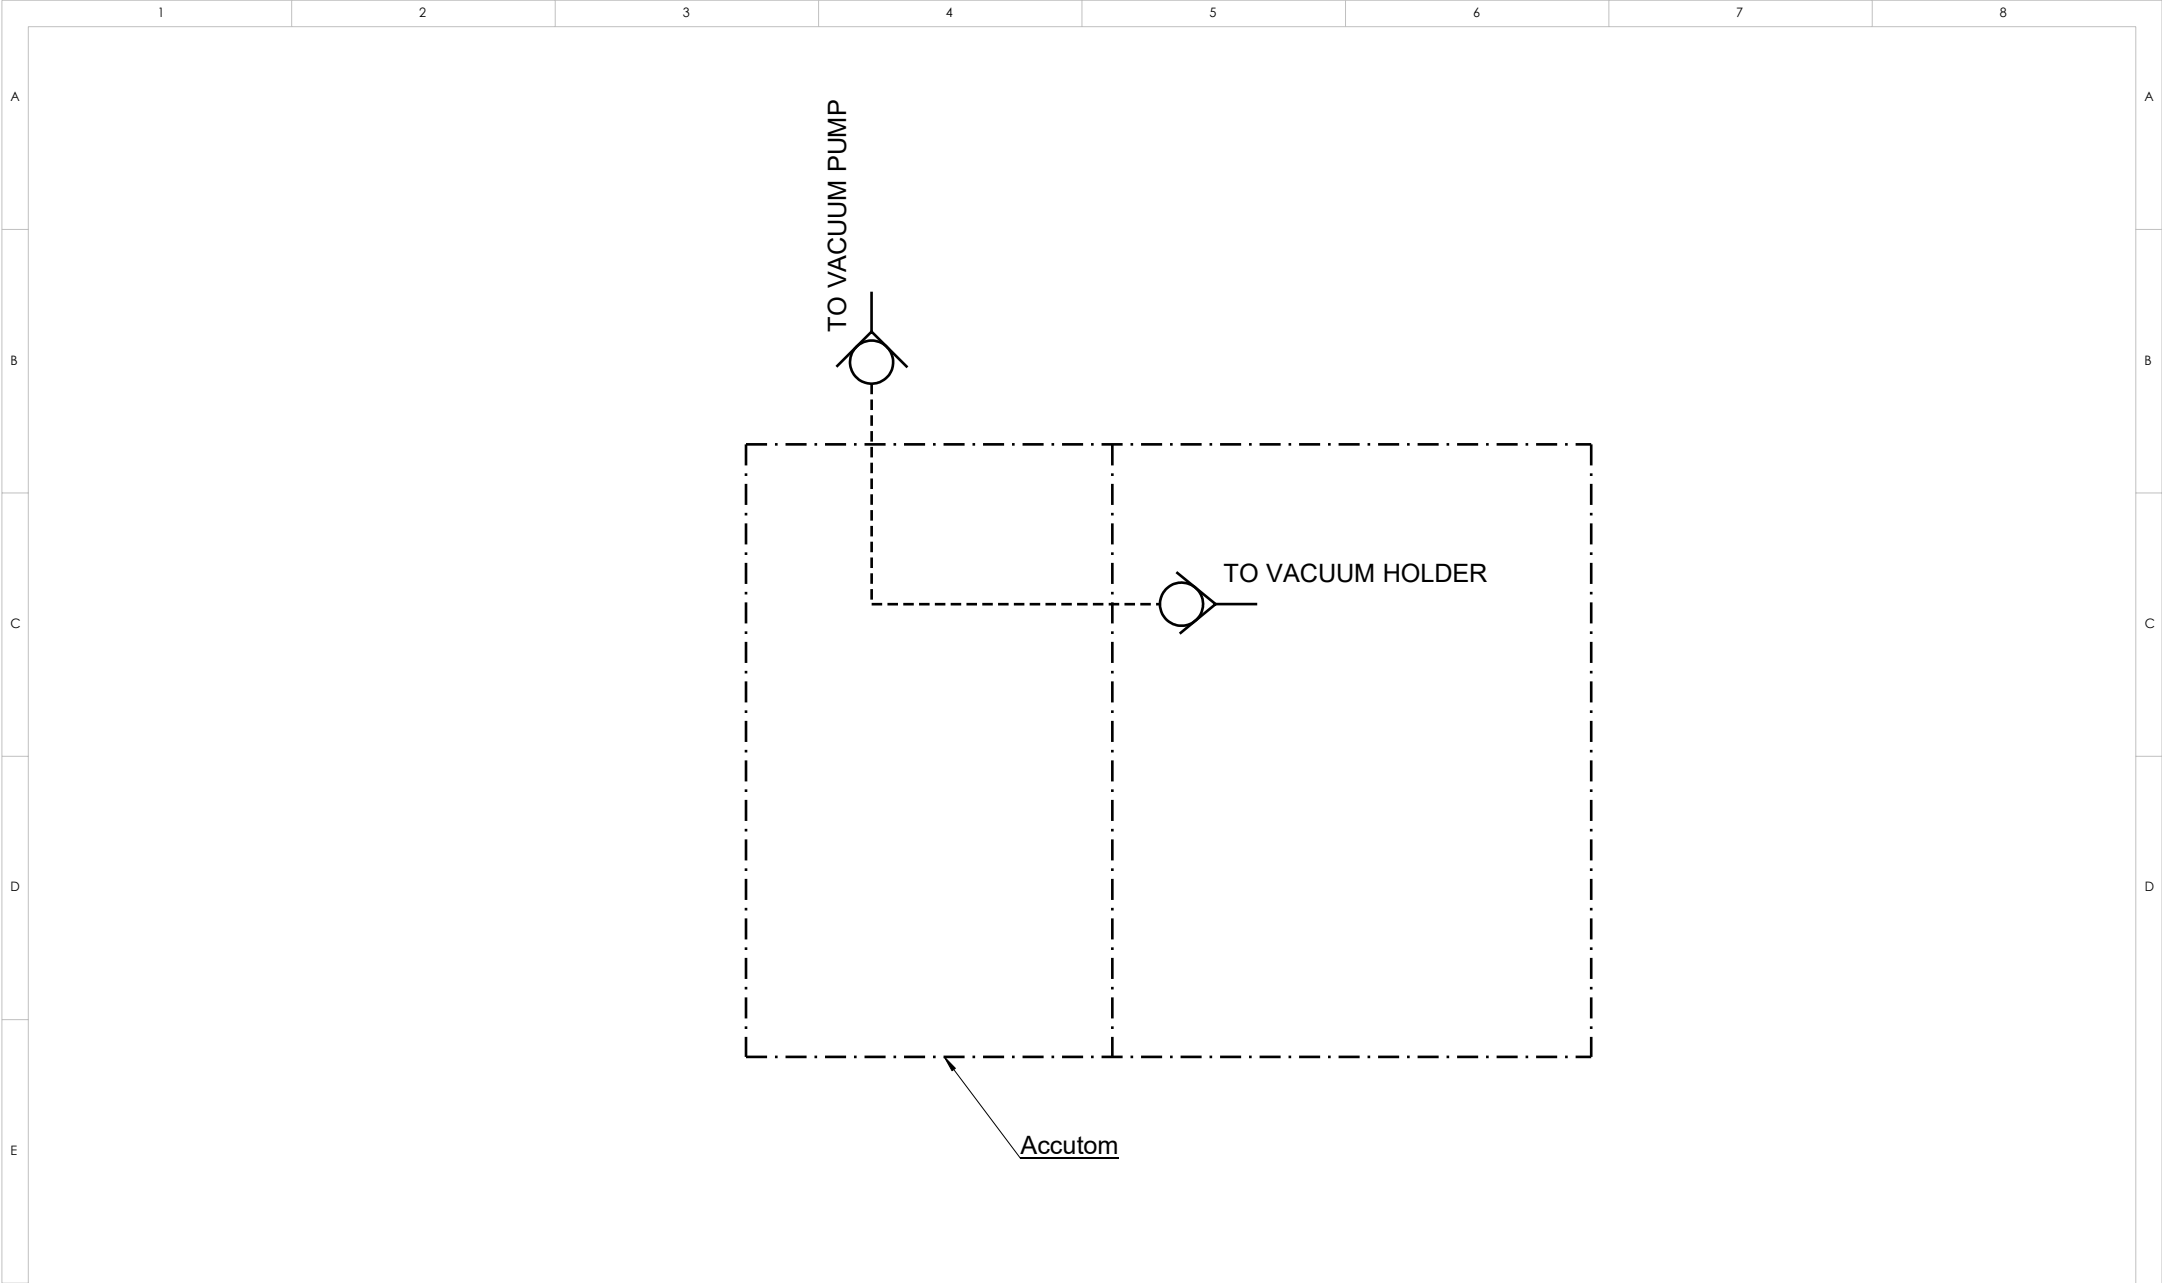 1 2 3 4 5 6 7 8
A A
TO VACUUM PUMP
B B
TO VACUUM HOLDER
C C
D D
Accutom
E